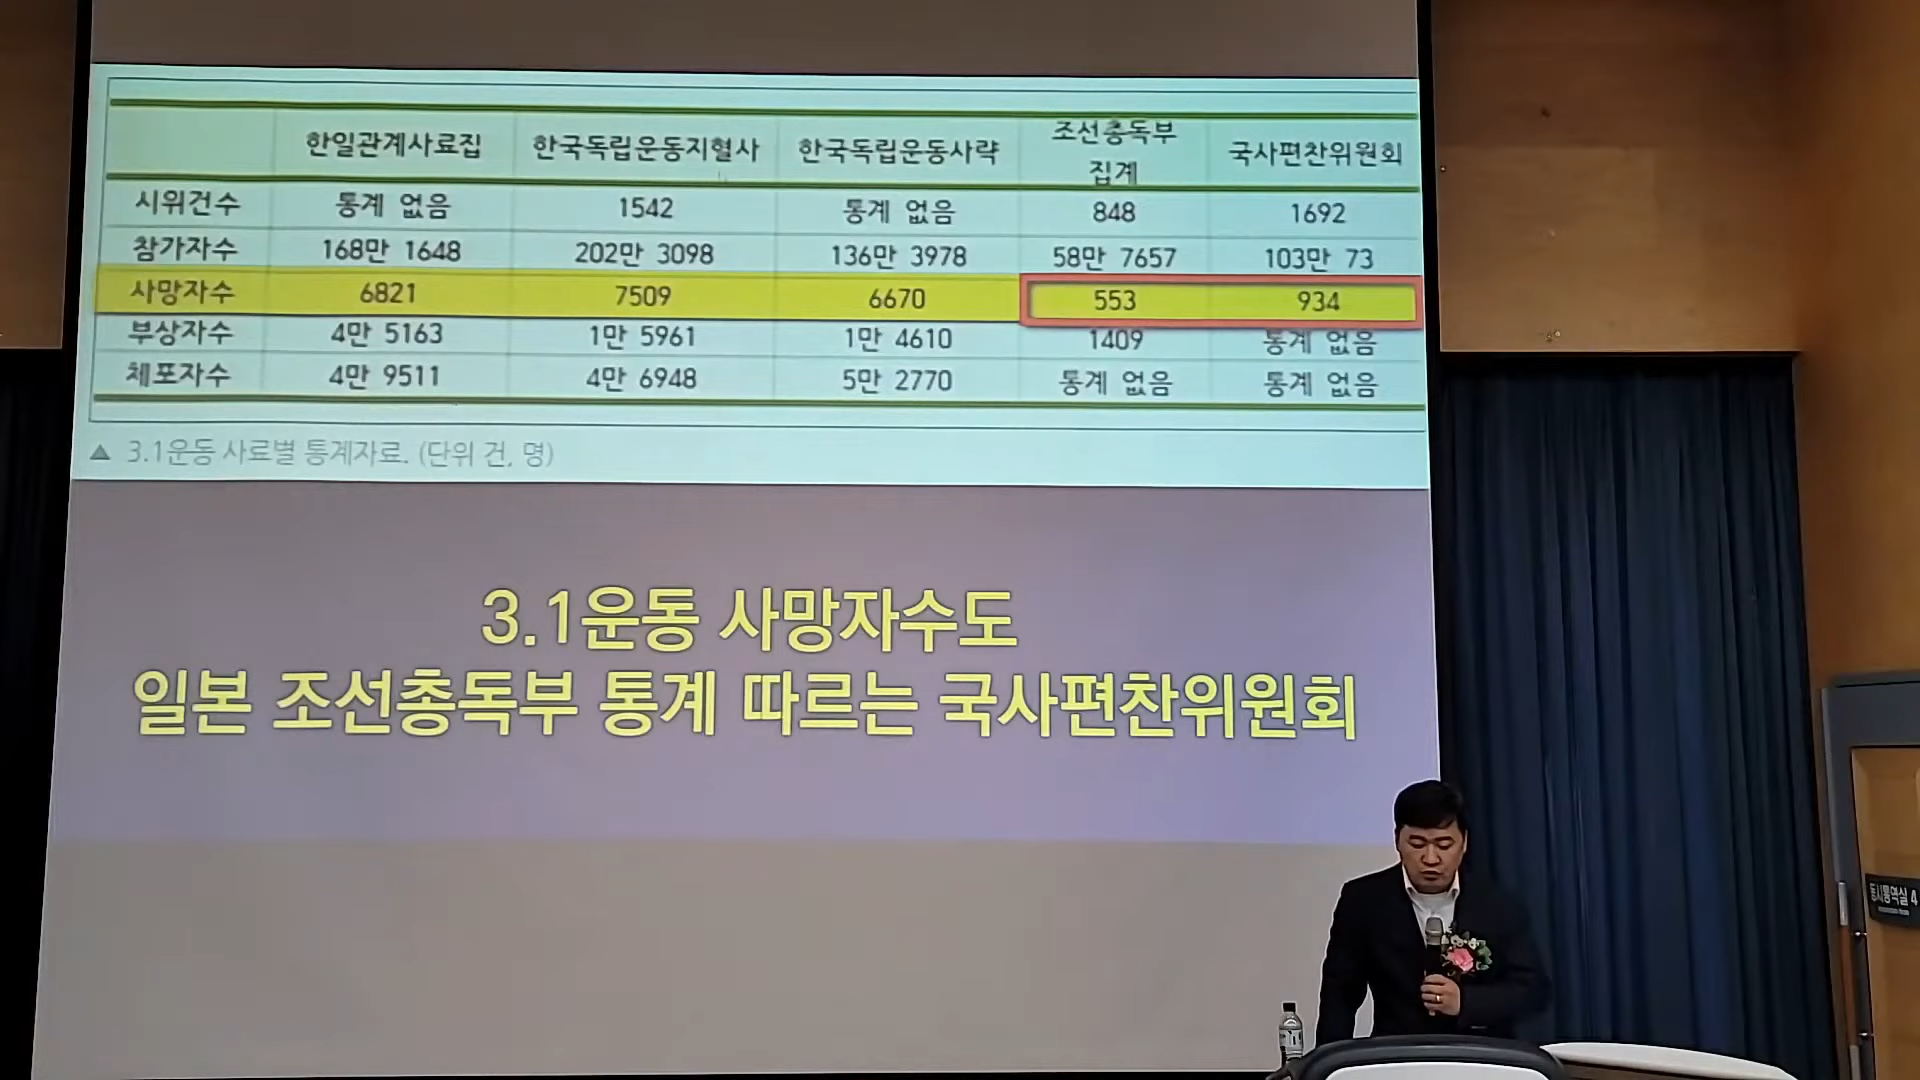 한일관계사료집 한국독립운동지혈사 한국독립운동사략 조선총독부 집계 국사편찬위원회
시위건수 통계 없음 1542 통계 없음 848 1692
참가자수 168만 1648 202만 3098 136만 3978 58만 7657 103만 73
사망자수 6821 7509 6670 553 934
부상자수 4만 5163 1만 5961 1만 4610 1409 통계 없음
체포자수 4만 9511 4만 6948 5만 2770 통계 없음 통계 없음
▲ 3.1운동 사료별 통계자료. (단위 건, 명)
3.1운동 사망자수도
일본 조선총독부 통계 따르는 국사편찬위원회
동시통역실 4